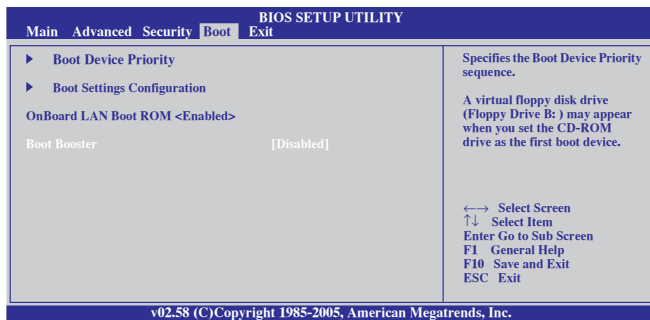 BIOS SETUP UTILITY
Main Advanced Security Boot Exit
Boot Device Priority
Boot Settings Configuration
OnBoard LAN Boot ROM <Enabled>
Boot Booster [Disabled]
Specifies the Boot Device Priority
sequence.
A virtual floppy disk drive
(Floppy Drive B: ) may appear
when you set the CD-ROM
drive as the first boot device.
←→ Select Screen
↑↓ Select Item
Enter Go to Sub Screen
F1 General Help
F10 Save and Exit
ESC Exit
v02.58 (C)Copyright 1985-2005, American Megatrends, Inc.